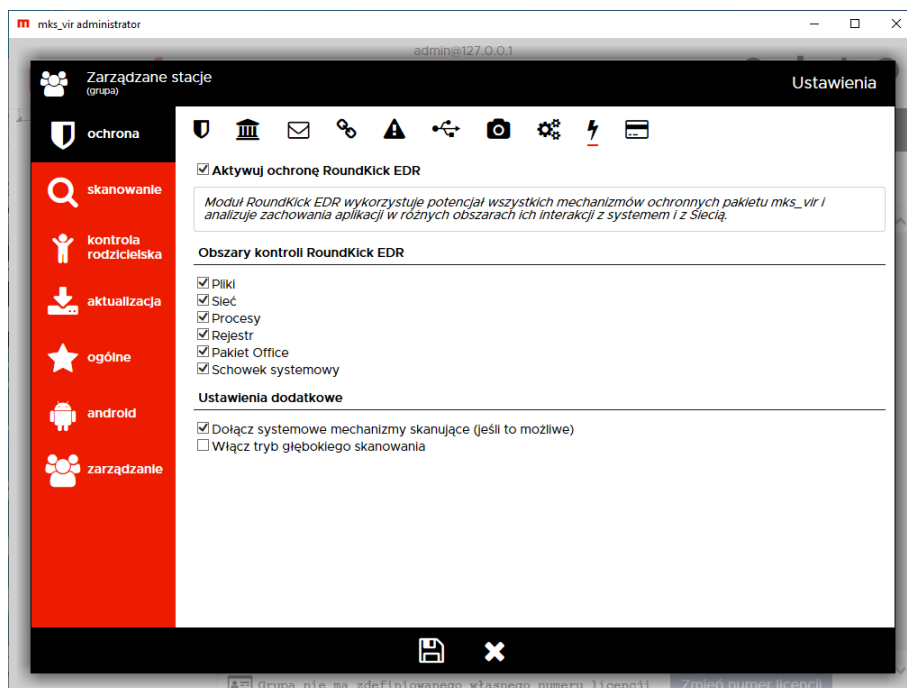 mks_vir administrator
admin@127.0.0.1
Zarządzane stacje
(grupa)
Ustawienia
ochrona
skanowanie
kontrola
rodzicielska
aktualizacja
ogólne
android
zarządzanie
Aktywuj ochronę RoundKick EDR
Moduł RoundKick EDR wykorzystuje potencjał wszystkich mechanizmów ochronnych pakietu mks_vir i
analizuje zachowania aplikacji w różnych obszarach ich interakcji z systemem i z Siecią.
Obszary kontroli RoundKick EDR
Pliki
Sieć
Procesy
Rejestr
Pakiet Office
Schowek systemowy
Ustawienia dodatkowe
Dołącz systemowe mechanizmy skanujące (jeśli to możliwe)
Włącz tryb głębokiego skanowania
Grupa nie ma zdefiniowanego własnego numeru licencji
Zmień numer licencji